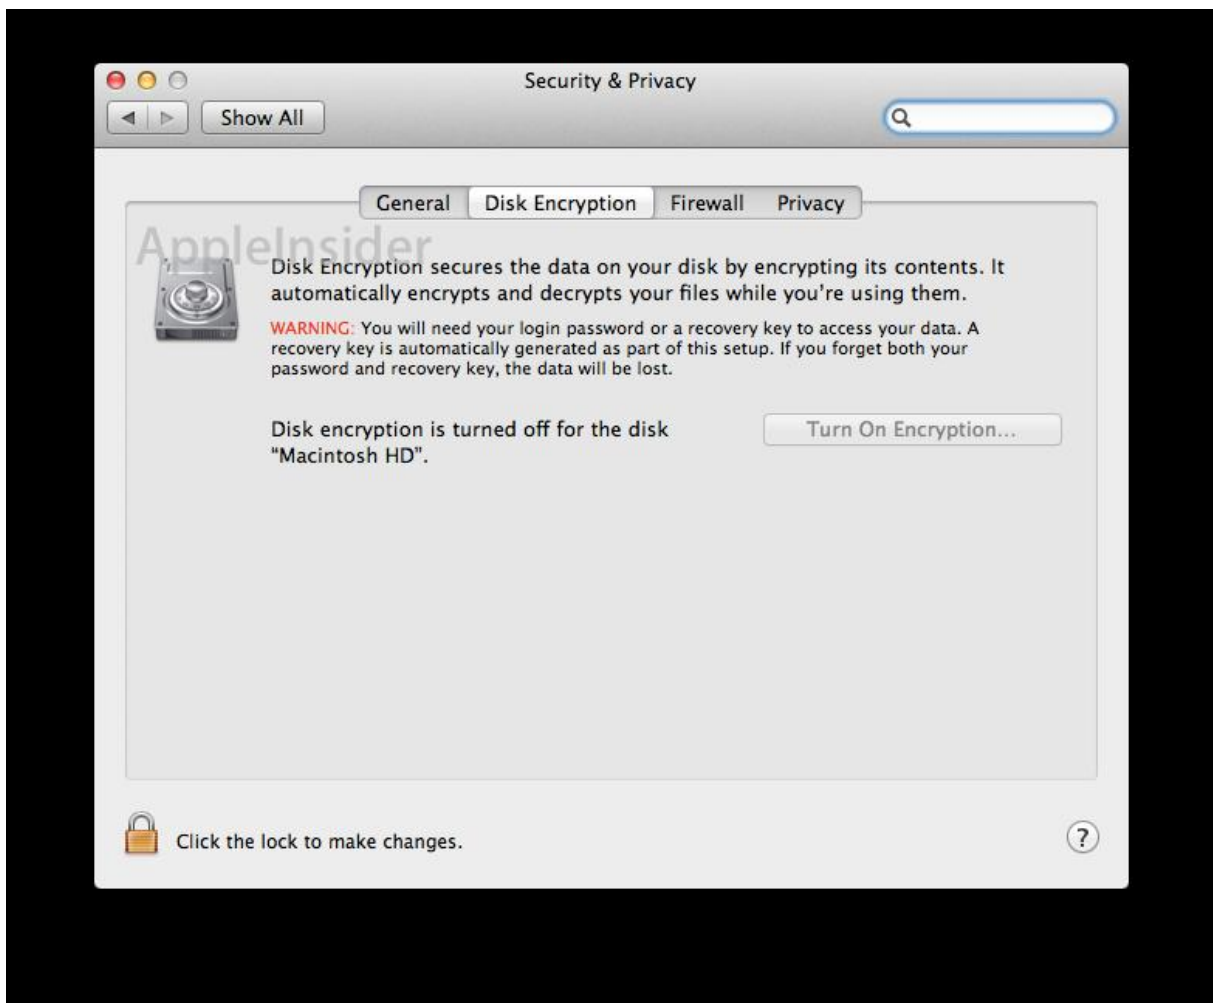 Security & Privacy
Show All
General Disk Encryption Firewall Privacy
AppleInsider
Disk Encryption secures the data on your disk by encrypting its contents. It
automatically encrypts and decrypts your files while you’re using them.
WARNING: You will need your login password or a recovery key to access your data. A
recovery key is automatically generated as part of this setup. If you forget both your
password and recovery key, the data will be lost.
Disk encryption is turned off for the disk
“Macintosh HD”.
Turn On Encryption...
Click the lock to make changes.
?